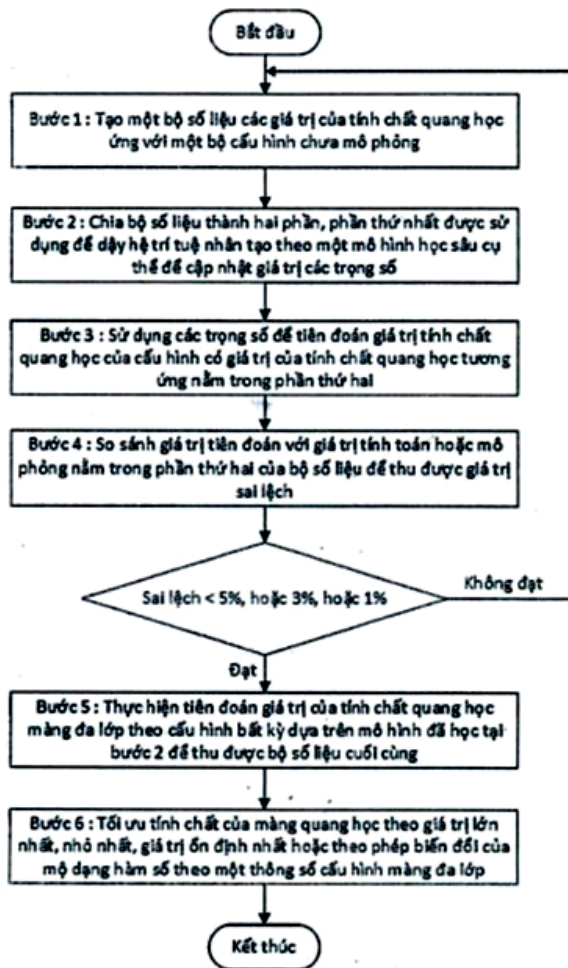 Bắt đầu
Bước 1 : Tạo một bộ số liệu các giá trị của tính chất quang học
ứng với một bộ cấu hình chưa mô phỏng
Bước 2 : Chia bộ số liệu thành hai phần, phần thứ nhất được sử
dụng để dậy hệ trí tuệ nhân tạo theo một mô hình học sâu cụ
thể để cập nhật giá trị các trọng số
Bước 3 : Sử dụng các trọng số để tiên đoán giá trị tính chất
quang học của cấu hình có giá trị của tính chất quang học tương
ứng nằm trong phần thứ hai
Bước 4 : So sánh giá trị tiên đoán với giá trị tính toán hoặc mô
phỏng nằm trong phần thứ hai của bộ số liệu để thu được giá trị
sai lệch
Sai lệch < 5%, hoặc 3%, hoặc 1%
Không đạt
Đạt
Bước 5 : Thực hiện tiên đoán giá trị của tính chất quang học
màng đa lớp theo cấu hình bất kỳ dựa trên mô hình đã học tại
bước 2 để thu được bộ số liệu cuối cùng
Bước 6 : Tối ưu tính chất của màng quang học theo giá trị lớn
nhất, nhỏ nhất, giá trị ổn định nhất hoặc theo phép biến đổi của
mộ dạng hàm số theo một thông số cấu hình màng đa lớp
Kết thúc